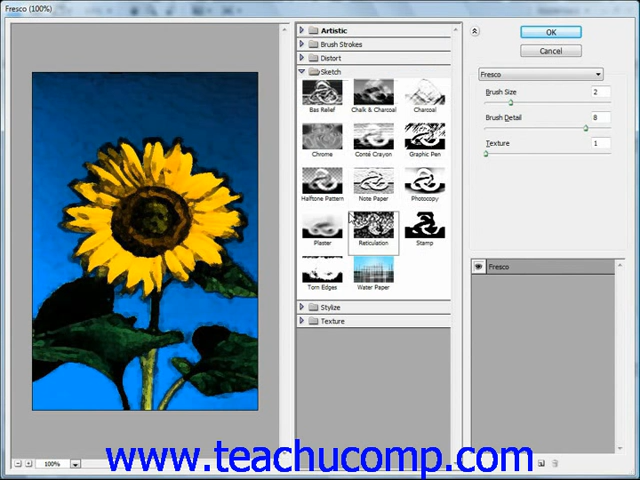 Fresco (100%)
Artistic
Brush Strokes
Distort
Sketch
Bas Relief
Chalk & Charcoal
Charcoal
Chrome
Conté Crayon
Graphic Pen
Halftone Pattern
Note Paper
Photocopy
Plaster
Reticulation
Stamp
Torn Edges
Water Paper
Stylize
Texture
OK
Cancel
Fresco
Brush Size 2
Brush Detail 8
Texture 1
Fresco
100%
www.teachucomp.com